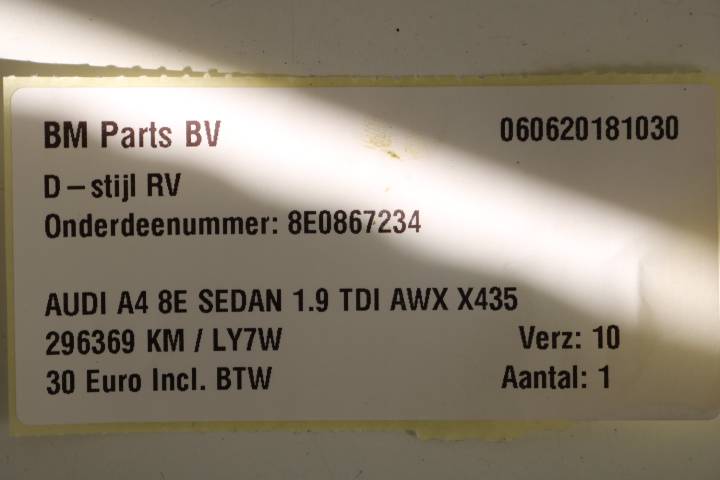 BM Parts BV 060620181030
D-stijl RV
Onderdeenummer: 8E0867234
AUDI A4 8E SEDAN 1.9 TDI AWX X435
296369 KM / LY7W Verz: 10
30 Euro Incl. BTW Aantal: 1